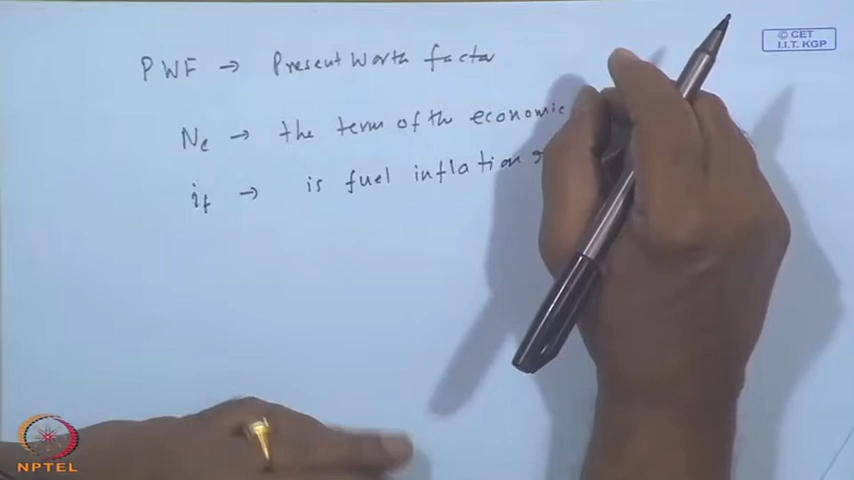 © CET
I.I.T. KGP
PWF → Present worth factor
Ne → the term of the economic
if → is fuel inflation
NPTEL